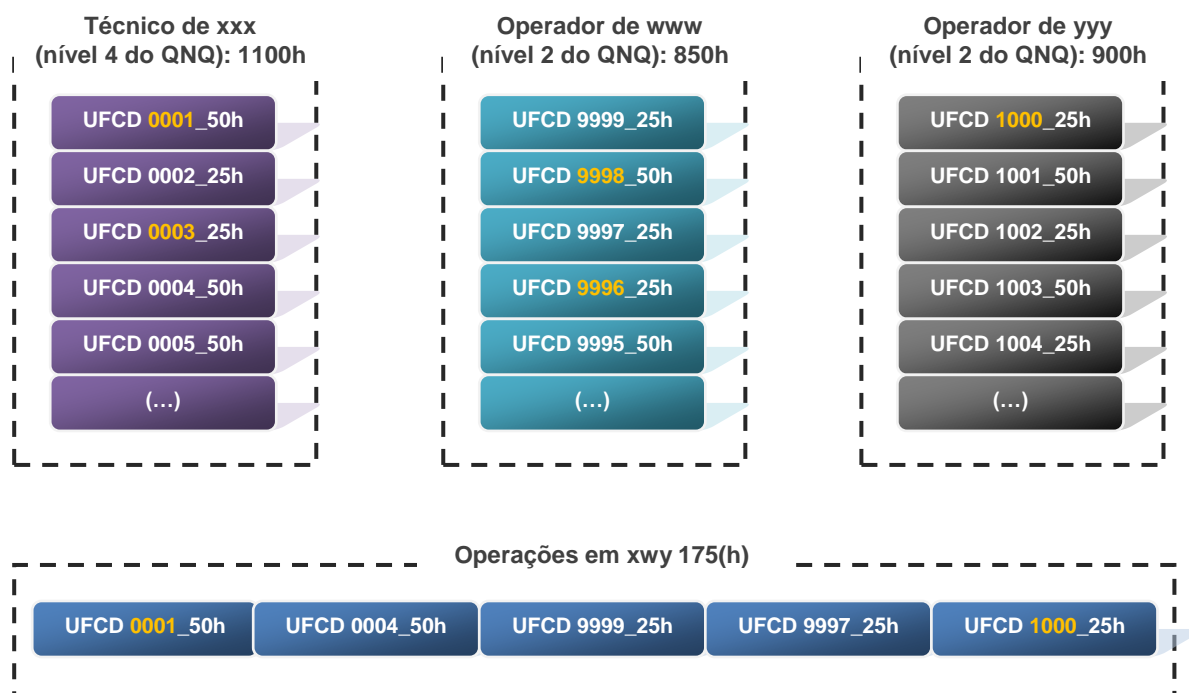 Técnico de xxx
(nível 4 do QNQ): 1100h
UFCD 0001_50h
UFCD 0002_25h
UFCD 0003_25h
UFCD 0004_50h
UFCD 0005_50h
(...)
Operador de www
(nível 2 do QNQ): 850h
UFCD 9999_25h
UFCD 9998_50h
UFCD 9997_25h
UFCD 9996_25h
UFCD 9995_50h
(...)
Operador de yyy
(nível 2 do QNQ): 900h
UFCD 1000_25h
UFCD 1001_50h
UFCD 1002_25h
UFCD 1003_50h
UFCD 1004_25h
(...)
Operações em xwy 175(h)
UFCD 0001_50h
UFCD 0004_50h
UFCD 9999_25h
UFCD 9997_25h
UFCD 1000_25h